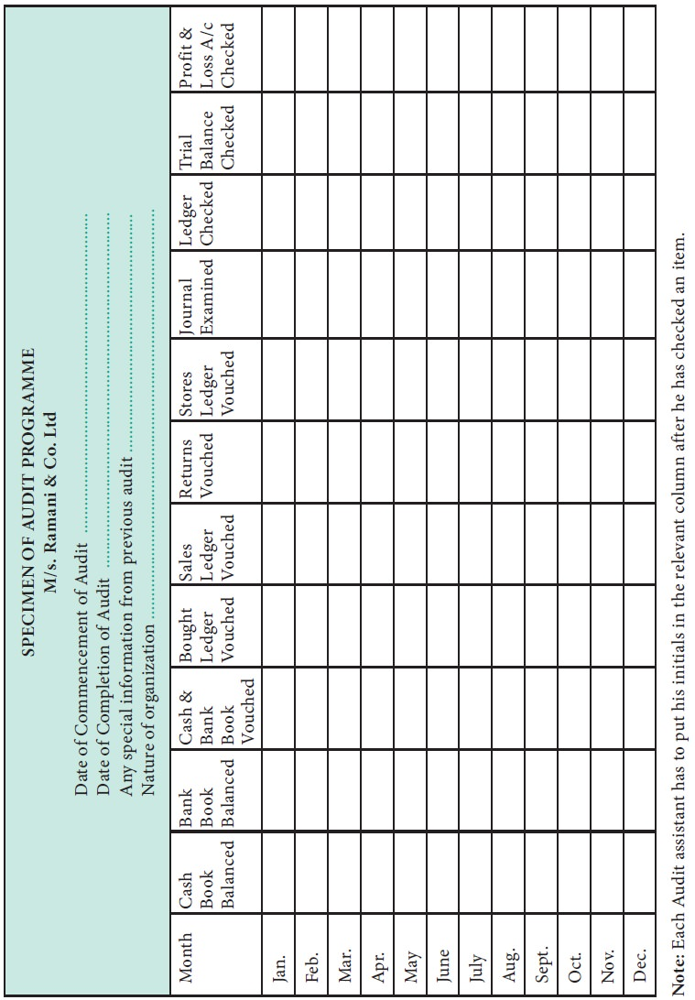 SPECIMEN OF AUDIT PROGRAMME
M/s. Ramani & Co. Ltd
Date of Commencement of Audit ................................................................
Date of Completion of Audit ................................................................
Any special information from previous audit ................................................
Nature of organization ................................................................................
Month
Cash
Book
Balanced
Bank
Book
Balanced
Cash &
Bank
Book
Vouched
Bought
Ledger
Vouched
Sales
Ledger
Vouched
Returns
Vouched
Stores
Ledger
Vouched
Journal
Examined
Ledger
Checked
Trial
Balance
Checked
Profit &
Loss A/c
Checked
Jan.
Feb.
Mar.
Apr.
May
June
July
Aug.
Sept.
Oct.
Nov.
Dec.
Note: Each Audit assistant has to put his initials in the relevant column after he has checked an item.